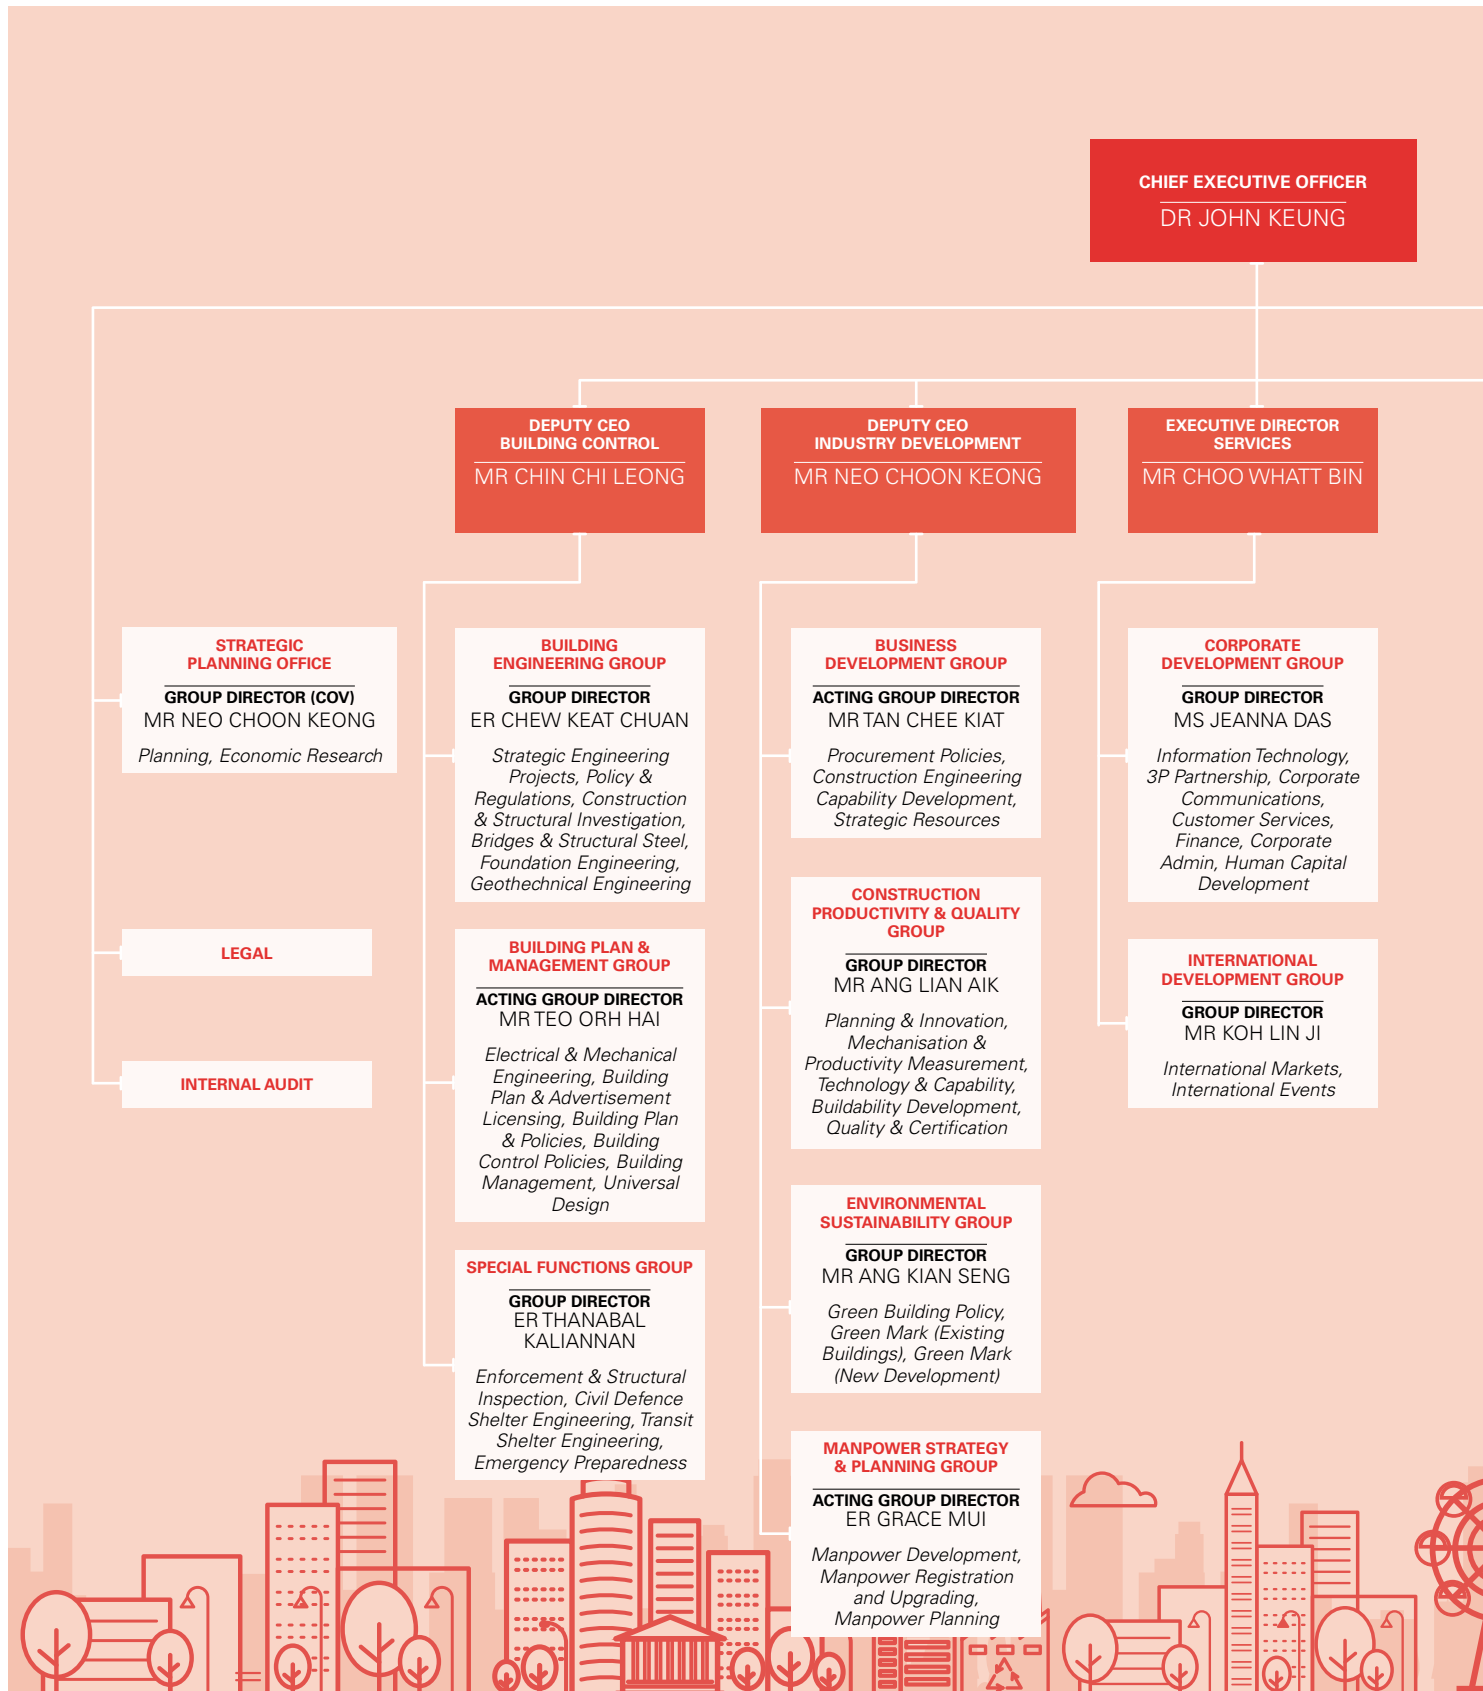 CHIEF EXECUTIVE OFFICER
DR JOHN KEUNG
DEPUTY CEO
BUILDING CONTROL
MR CHIN CHI LEONG
DEPUTY CEO
INDUSTRY DEVELOPMENT
MR NEO CHOON KEONG
EXECUTIVE DIRECTOR
SERVICES
MR CHOO WHATT BIN
STRATEGIC
PLANNING OFFICE
GROUP DIRECTOR (COV)
MR NEO CHOON KEONG
Planning, Economic Research
LEGAL
INTERNAL AUDIT
BUILDING
ENGINEERING GROUP
GROUP DIRECTOR
ER CHEW KEAT CHUAN
Strategic Engineering
Projects, Policy &
Regulations, Construction
& Structural Investigation,
Bridges & Structural Steel,
Foundation Engineering,
Geothechnical Engineering
BUILDING PLAN &
MANAGEMENT GROUP
ACTING GROUP DIRECTOR
MR TEO ORH HAI
Electrical & Mechanical
Engineering, Building
Plan & Advertisement
Licensing, Building Plan
& Policies, Building
Control Policies, Building
Management, Universal
Design
SPECIAL FUNCTIONS GROUP
GROUP DIRECTOR
ER THANABAL
KALIANNAN
Enforcement & Structural
Inspection, Civil Defence
Shelter Engineering, Transit
Shelter Engineering,
Emergency Preparedness
BUSINESS
DEVELOPMENT GROUP
ACTING GROUP DIRECTOR
MR TAN CHEE KIAT
Procurement Policies,
Construction Engineering
Capability Development,
Strategic Resources
CONSTRUCTION
PRODUCTIVITY & QUALITY
GROUP
GROUP DIRECTOR
MR ANG LIAN AIK
Planning & Innovation,
Mechanisation &
Productivity Measurement,
Technology & Capability,
Buildability Development,
Quality & Certification
ENVIRONMENTAL
SUSTAINABILITY GROUP
GROUP DIRECTOR
MR ANG KIAN SENG
Green Building Policy,
Green Mark (Existing
Buildings), Green Mark
(New Development)
MANPOWER STRATEGY
& PLANNING GROUP
ACTING GROUP DIRECTOR
ER GRACE MUI
Manpower Development,
Manpower Registration
and Upgrading,
Manpower Planning
CORPORATE
DEVELOPMENT GROUP
GROUP DIRECTOR
MS JEANNA DAS
Information Technology,
3P Partnership, Corporate
Communications,
Customer Services,
Finance, Corporate
Admin, Human Capital
Development
INTERNATIONAL
DEVELOPMENT GROUP
GROUP DIRECTOR
MR KOH LIN JI
International Markets,
International Events